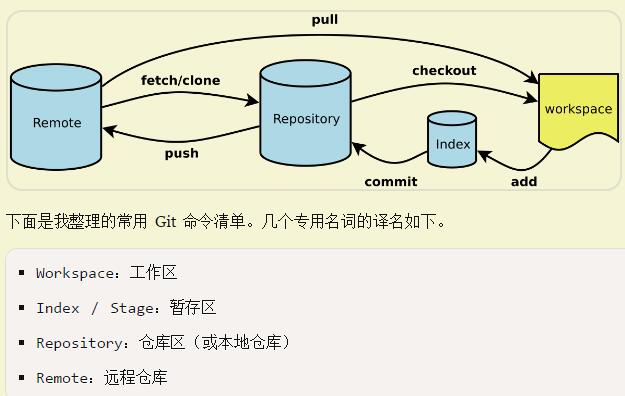 pull
fetch/clone
checkout
Remote
Repository
workspace
Index
push
commit
add
下面是我整理的常用 Git 命令清单。几个专用名词的译名如下。
Workspace：工作区
Index / Stage：暂存区
Repository：仓库区（或本地仓库）
Remote：远程仓库